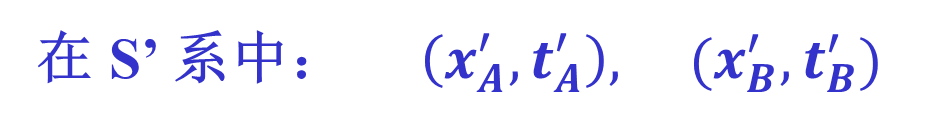 在 S’ 系中： (x′_A, t′_A), (x′_B, t′_B)